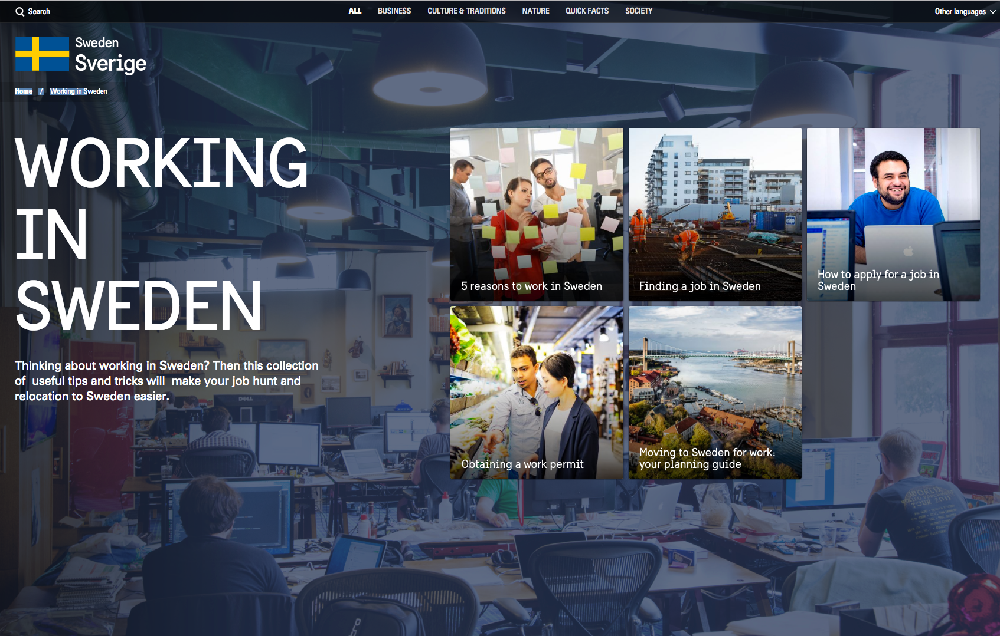 Search
ALL BUSINESS CULTURE & TRADITIONS NATURE QUICK FACTS SOCIETY
Other languages
Sweden
Sverige
Home / Working in Sweden
WORKING
IN
SWEDEN
Thinking about working in Sweden? Then this collection
of useful tips and tricks will make your job hunt and
relocation to Sweden easier.
5 reasons to work in Sweden
Finding a job in Sweden
How to apply for a job in
Sweden
Obtaining a work permit
Moving to Sweden for work:
your planning guide
DELL